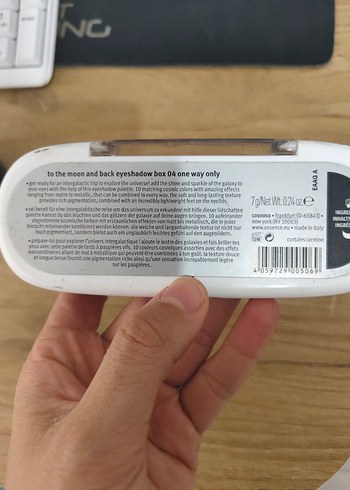 to the moon and back eyeshadow box 04 one way only
• get ready for an intergalactic trip to explore the universe! add the shine and sparkle of the galaxy to
your eyes with the help of this eyeshadow palette. 10 matching cosmic colors with amazing effects
ranging from matte to metallic, that can be combined in every way. the soft and long-lasting texture
provides rich pigmentation, combined with an incredibly lightweight feel on the eyelids.
• sei bereit für eine intergalaktische reise um das universum zu erkunden! mit hilfe dieser lidschatten
palette kannst du das leuchten und das glitzern der galaxie auf deine augen bringen. 10 aufeinander
abgestimmte kosmische farben mit erstaunlichen effekten von matt bis metallisch, die in jeder
hinsicht miteinander kombiniert werden können. die weiche und langanhaltende textur ist nicht nur
hoch pigmentiert, sondern bietet auch ein unglaublich leichtes gefühl auf den augenlidern.
• prépare-toi pour explorer l'univers intergalactique ! ajoute le lustre des galaxies et fais briller tes
yeux avec cette palette de fards à paupières. 10 couleurs cosmiques assorties avec des effets
extraordinaires allant de mat à métallique qui peuvent être combinées à l'unité. la texture douce
et longue tenue fournit une pigmentation riche ainsi qu'une sensation incroyablement légère
sur les paupières.
EAAQ A
7g/Net Wt. 0.24 oz.℮
cosnova • frankfurt (D-65843) •
new york (NY 10003)
www.essence.eu • made in italy
12M
contains carmine
4 059729 005069